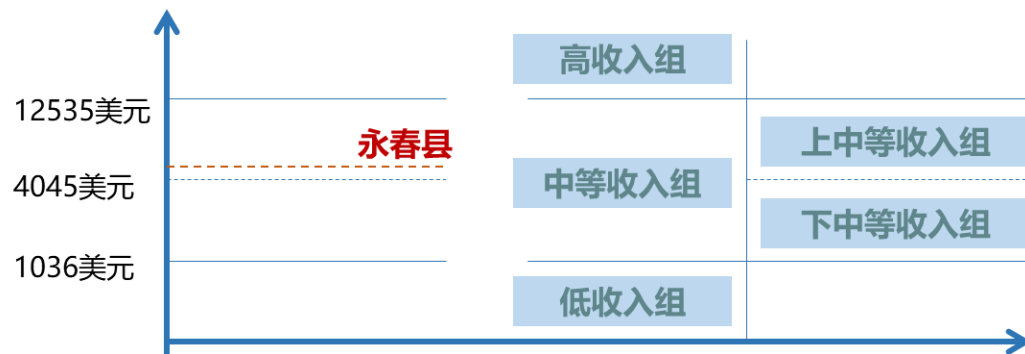 高收入组
12535美元
永春县
上中等收入组
4045美元
中等收入组
下中等收入组
1036美元
低收入组